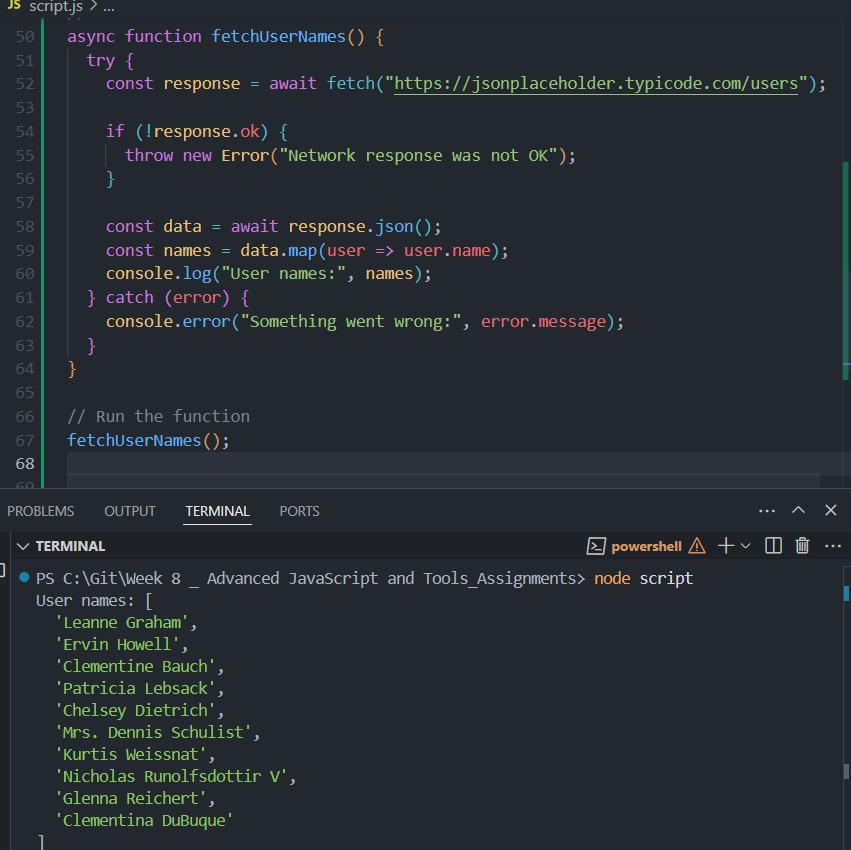 JS script.js > ...
50 async function fetchUserNames() {
51 try {
52 const response = await fetch("https://jsonplaceholder.typicode.com/users");
53
54 if (!response.ok) {
55 throw new Error("Network response was not OK");
56 }
57
58 const data = await response.json();
59 const names = data.map(user => user.name);
60 console.log("User names:", names);
61 } catch (error) {
62 console.error("Something went wrong:", error.message);
63 }
64 }
65
66 // Run the function
67 fetchUserNames();
68
69
PROBLEMS OUTPUT TERMINAL PORTS
TERMINAL powershell
PS C:\Git\Week 8 _ Advanced JavaScript and Tools_Assignments> node script
User names: [
'Leanne Graham',
'Ervin Howell',
'Clementine Bauch',
'Patricia Lebsack',
'Chelsey Dietrich',
'Mrs. Dennis Schulist',
'Kurtis Weissnat',
'Nicholas Runolfsdottir V',
'Glenna Reichert',
'Clementina DuBuque'
]